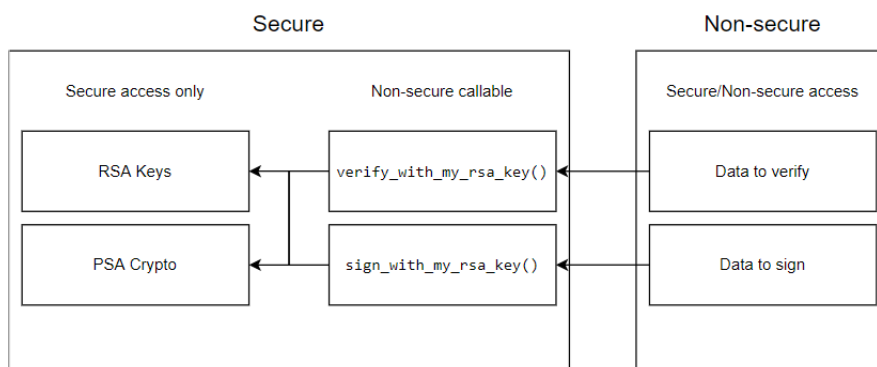 Secure
Non-secure
Secure access only
Non-secure callable
Secure/Non-secure access
RSA Keys
verify_with_my_rsa_key()
Data to verify
PSA Crypto
sign_with_my_rsa_key()
Data to sign